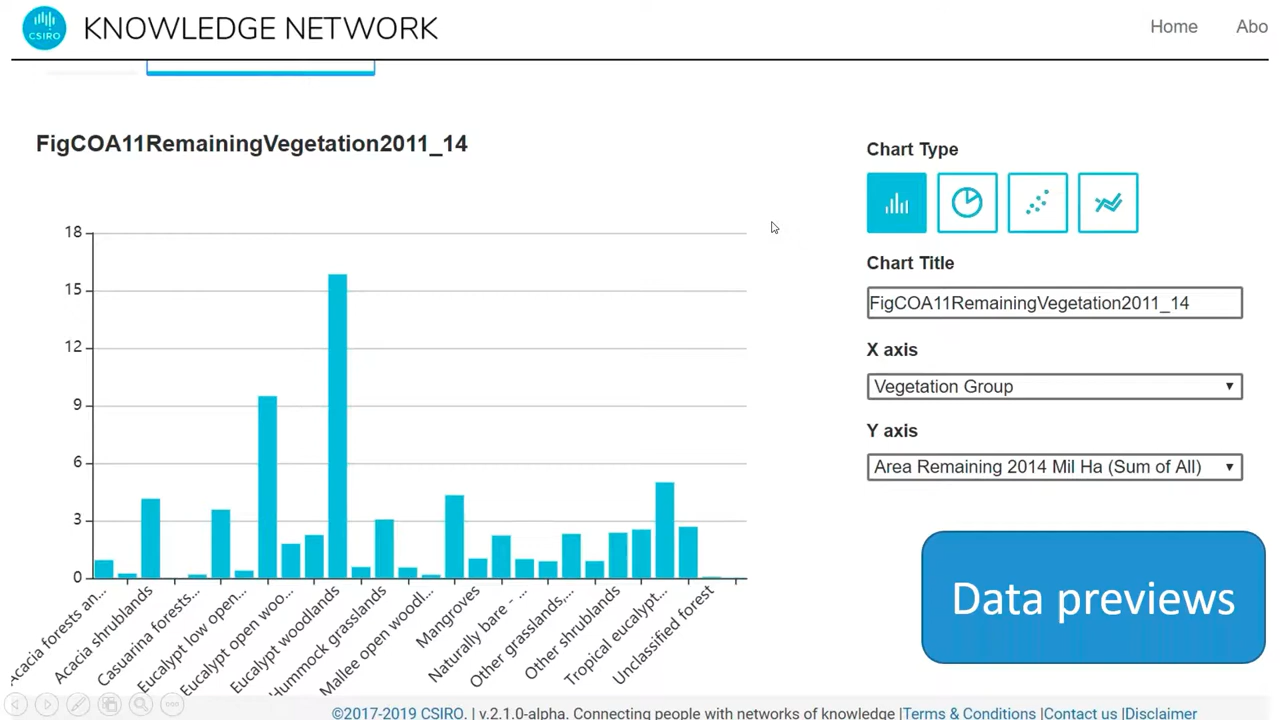 CSIRO
KNOWLEDGE NETWORK
Home
Abo
FigCOA11RemainingVegetation2011_14
18
15
12
9
6
3
0
Acacia forests an...
Acacia shrublands
Casuarina forests...
Eucalypt low open...
Eucalypt open woo...
Eucalypt woodlands
Hummock grasslands
Mallee open woodl...
Mangroves
Naturally bare - ...
Other grasslands,...
Other shrublands
Tropical eucalypt...
Unclassified forest
Chart Type
Chart Title
FigCOA11RemainingVegetation2011_14
X axis
Vegetation Group
Y axis
Area Remaining 2014 Mil Ha (Sum of All)
Data previews
©2017-2019 CSIRO. | v.2.1.0-alpha. Connecting people with networks of knowledge |Terms & Conditions |Contact us |Disclaimer